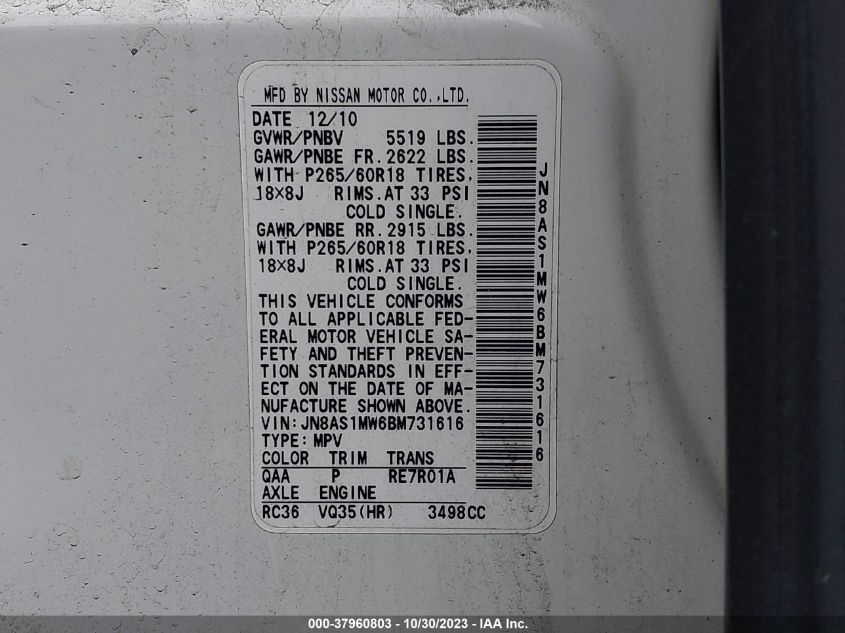 MFD BY NISSAN MOTOR CO.,LTD.
DATE 12/10
GVWR/PNBV 5519 LBS.
GAWR/PNBE FR.2622 LBS.
WITH P265/60R18 TIRES,
18×8J RIMS.AT 33 PSI
COLD SINGLE.
GAWR/PNBE RR.2915 LBS.
WITH P265/60R18 TIRES,
18×8J RIMS.AT 33 PSI
COLD SINGLE.
THIS VEHICLE CONFORMS
TO ALL APPLICABLE FED-
ERAL MOTOR VEHICLE SA-
FETY AND THEFT PREVEN-
TION STANDARDS IN EFF-
ECT ON THE DATE OF MA-
NUFACTURE SHOWN ABOVE.
VIN:JN8AS1MW6BM731616
TYPE:MPV
COLOR TRIM TRANS
QAA P RE7R01A
AXLE ENGINE
RC36 VQ35(HR) 3498CC
JN8AS1MW6BM731616
000-37960803 - 10/30/2023 - IAA Inc.